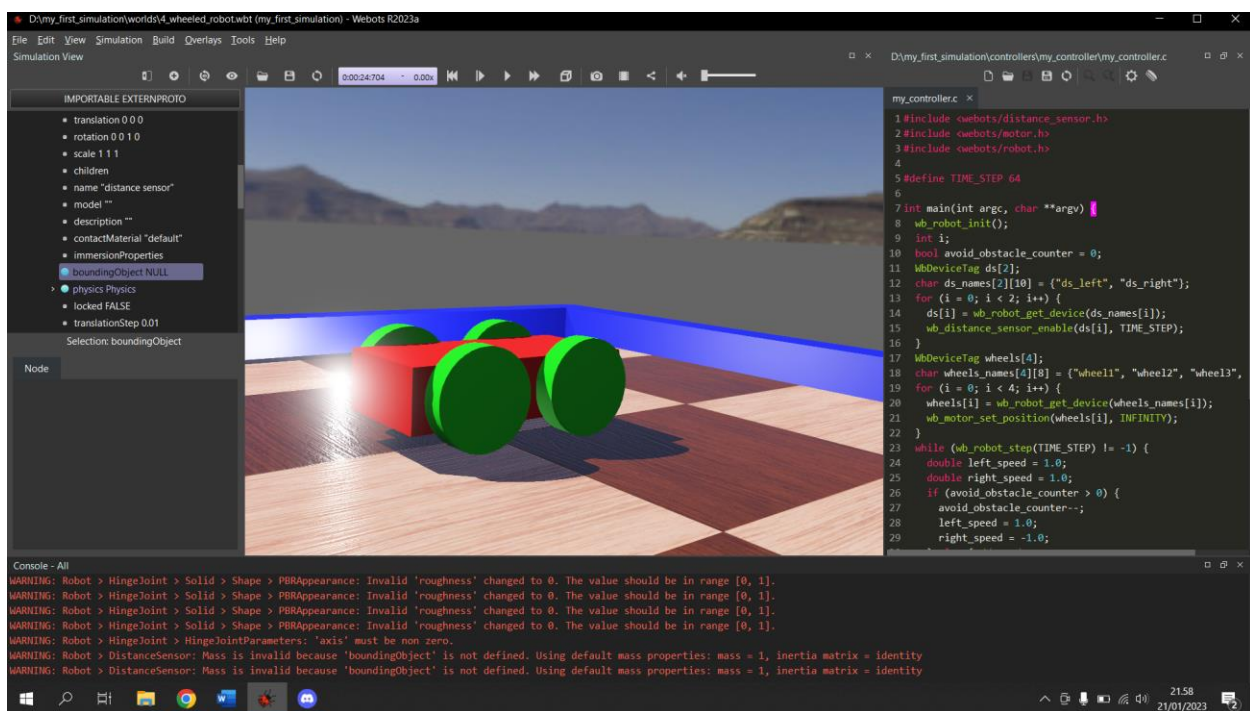 D:\my_first_simulation\worlds\4_wheeled_robot.wbt (my_first_simulation) - Webots R2023a
File Edit View Simulation Build Overlays Tools Help
Simulation View
0:00:24:704 - 0.00x
IMPORTABLE EXTERNPROTO
translation 0 0 0
rotation 0 0 1 0
scale 1 1 1
children
name "distance sensor"
model ""
description ""
contactMaterial "default"
immersionProperties
boundingObject NULL
physics Physics
locked FALSE
translationStep 0.01
Selection: boundingObject
Node
D:\my_first_simulation\controllers\my_controller\my_controller.c
my_controller.c
1 #include <webots/distance_sensor.h>
2 #include <webots/motor.h>
3 #include <webots/robot.h>
4
5 #define TIME_STEP 64
6
7 int main(int argc, char **argv) {
8 wb_robot_init();
9 int i;
10 bool avoid_obstacle_counter = 0;
11 WbDeviceTag ds[2];
12 char ds_names[2][10] = {"ds_left", "ds_right"};
13 for (i = 0; i < 2; i++) {
14 ds[i] = wb_robot_get_device(ds_names[i]);
15 wb_distance_sensor_enable(ds[i], TIME_STEP);
16 }
17 WbDeviceTag wheels[4];
18 char wheels_names[4][8] = {"wheel1", "wheel2", "wheel3",
19 for (i = 0; i < 4; i++) {
20 wheels[i] = wb_robot_get_device(wheels_names[i]);
21 wb_motor_set_position(wheels[i], INFINITY);
22 }
23 while (wb_robot_step(TIME_STEP) != -1) {
24 double left_speed = 1.0;
25 double right_speed = 1.0;
26 if (avoid_obstacle_counter > 0) {
27 avoid_obstacle_counter--;
28 left_speed = 1.0;
29 right_speed = -1.0;
Console - All
WARNING: Robot > HingeJoint > Solid > Shape > PBRAppearance: Invalid 'roughness' changed to 0. The value should be in range [0, 1].
WARNING: Robot > HingeJoint > Solid > Shape > PBRAppearance: Invalid 'roughness' changed to 0. The value should be in range [0, 1].
WARNING: Robot > HingeJoint > Solid > Shape > PBRAppearance: Invalid 'roughness' changed to 0. The value should be in range [0, 1].
WARNING: Robot > HingeJoint > Solid > Shape > PBRAppearance: Invalid 'roughness' changed to 0. The value should be in range [0, 1].
WARNING: Robot > HingeJoint > HingeJointParameters: 'axis' must be non zero.
WARNING: Robot > DistanceSensor: Mass is invalid because 'boundingObject' is not defined. Using default mass properties: mass = 1, inertia matrix = identity
WARNING: Robot > DistanceSensor: Mass is invalid because 'boundingObject' is not defined. Using default mass properties: mass = 1, inertia matrix = identity
21.58
21/01/2023
2